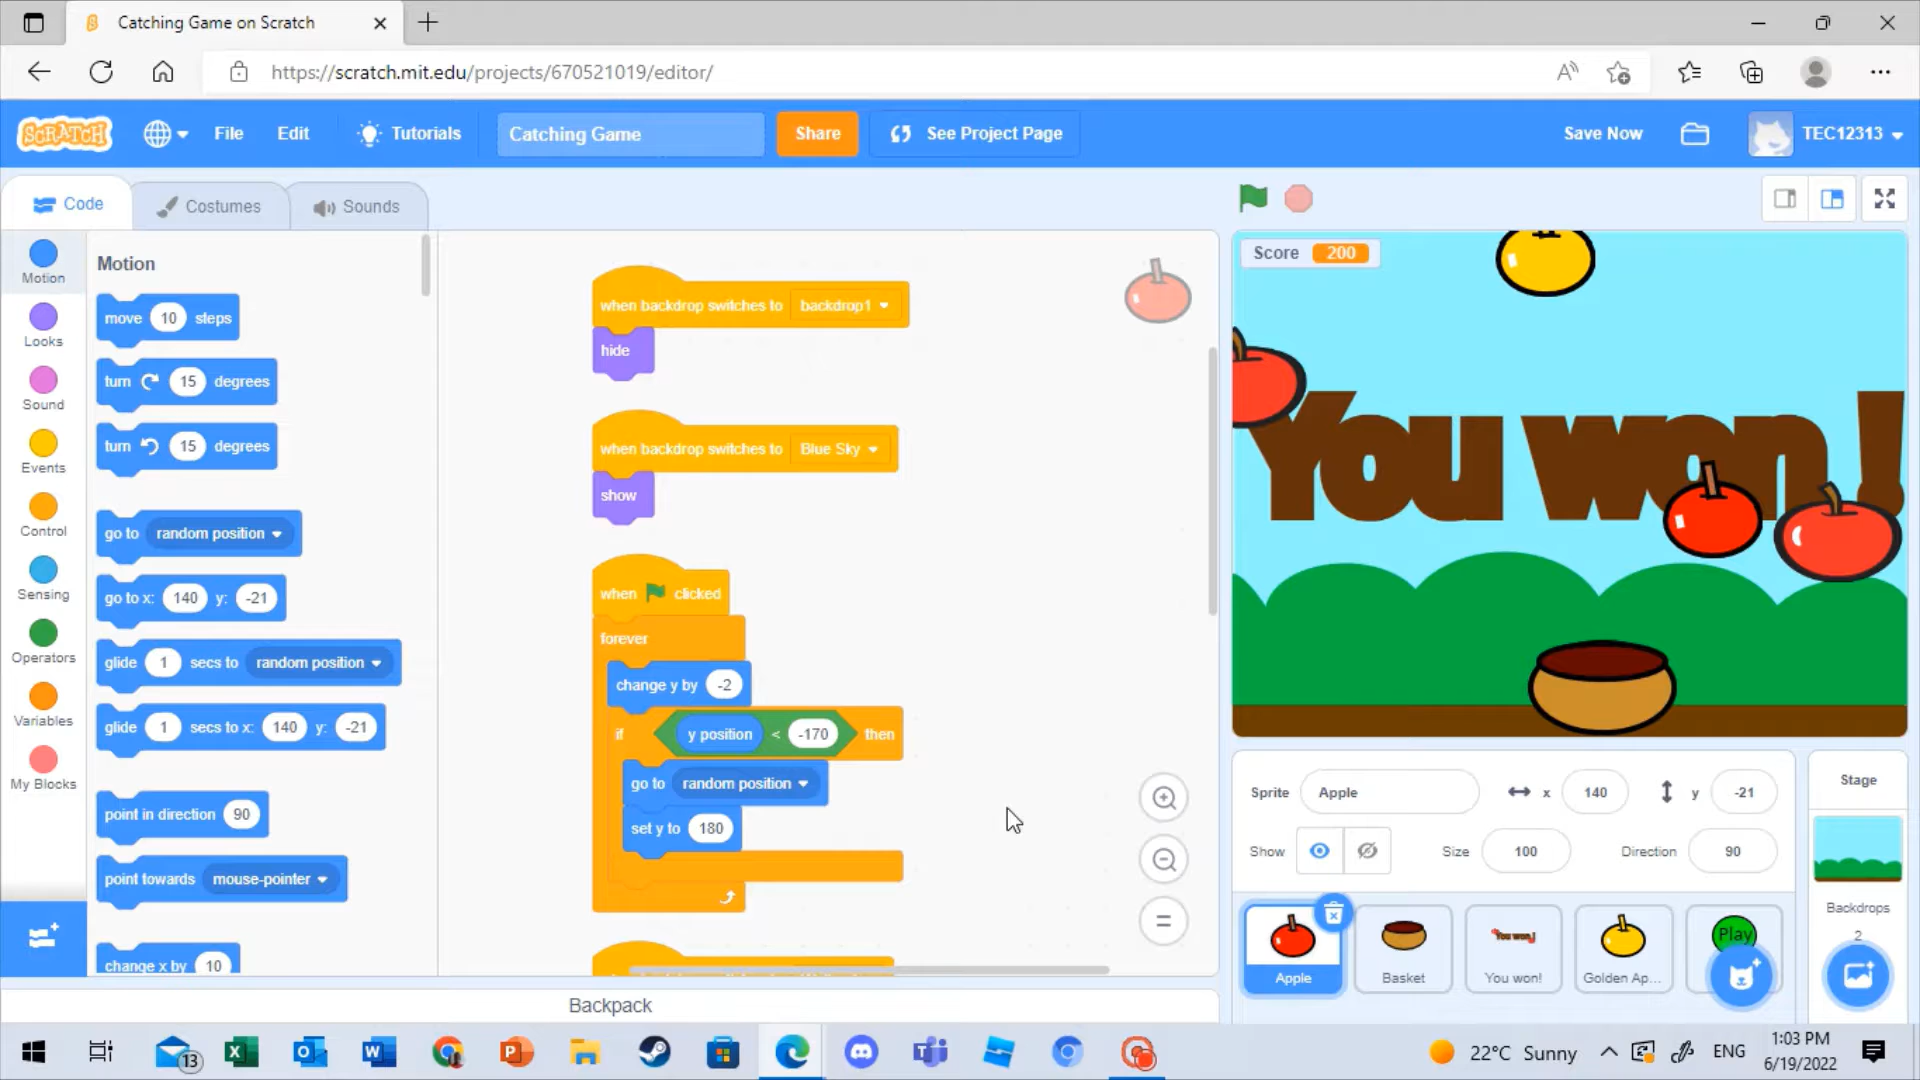 Catching Game on Scratch
https://scratch.mit.edu/projects/670521019/editor/
SCRATCH
File
Edit
Tutorials
Catching Game
Share
See Project Page
Save Now
TEC12313
Code
Costumes
Sounds
Motion
Looks
Sound
Events
Control
Sensing
Operators
Variables
My Blocks
Motion
move 10 steps
turn 15 degrees
turn 15 degrees
go to random position
go to x: 140 y: -21
glide 1 secs to random position
glide 1 secs to x: 140 y: -21
point in direction 90
point towards mouse-pointer
change x by 10
when backdrop switches to backdrop1
hide
when backdrop switches to Blue Sky
show
when clicked
forever
change y by -2
if y position < -170 then
go to random position
set y to 180
Backpack
Score 200
You won!
Sprite Apple x 140 y -21
Show Size 100 Direction 90
Apple
Basket
You won!
You won!
Golden Ap...
Play
Stage
Backdrops
2
13
22°C Sunny
ENG
1:03 PM
6/19/2022